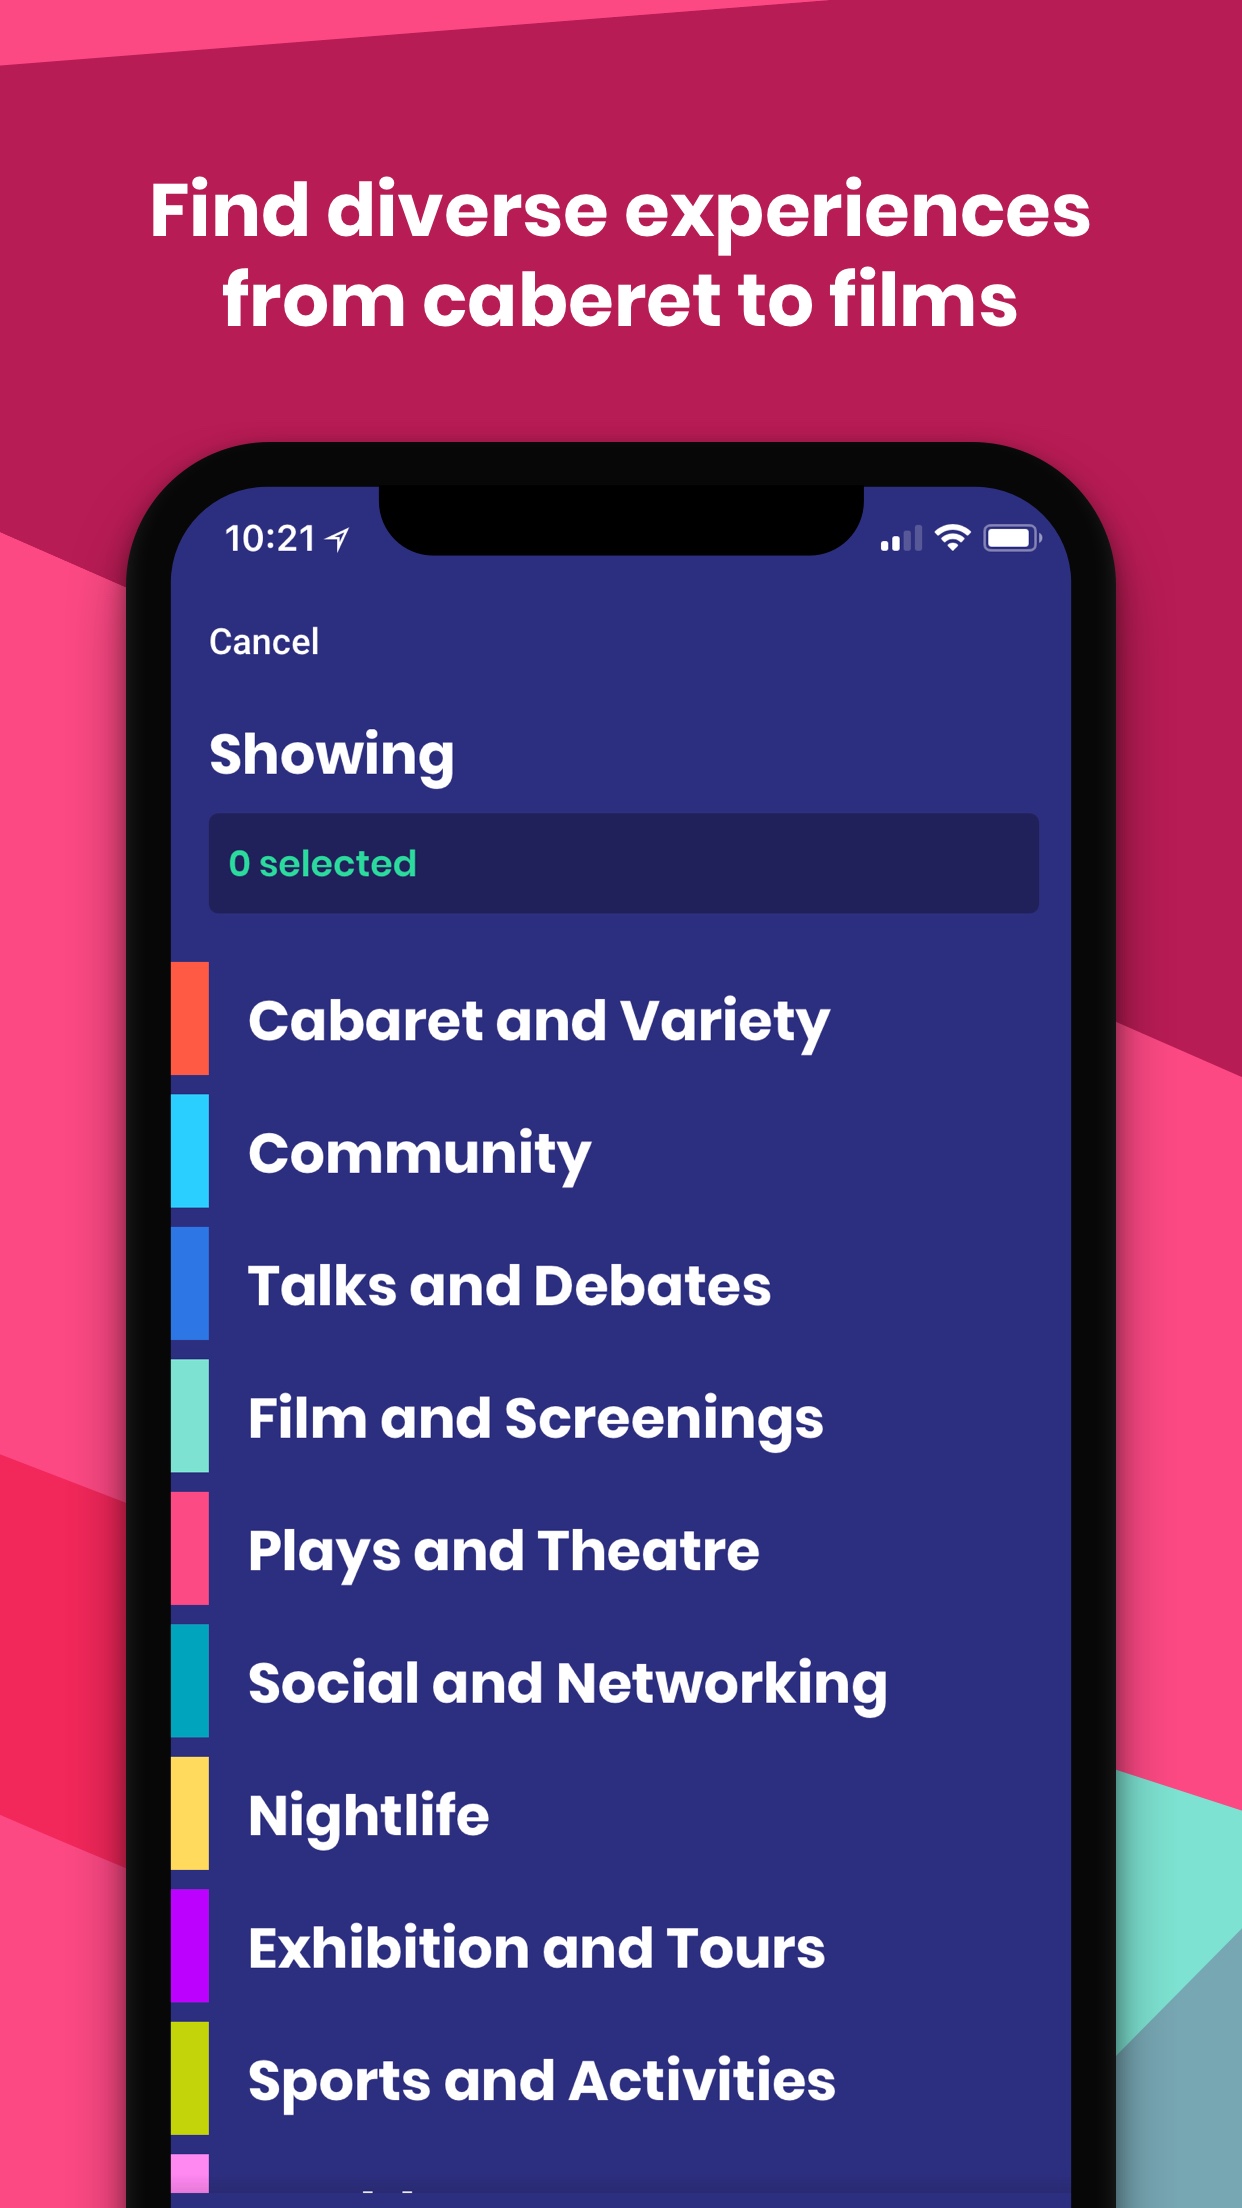 Find diverse experiences
from caberet to films
10:21
Cancel
Showing
0 selected
Cabaret and Variety
Community
Talks and Debates
Film and Screenings
Plays and Theatre
Social and Networking
Nightlife
Exhibition and Tours
Sports and Activities